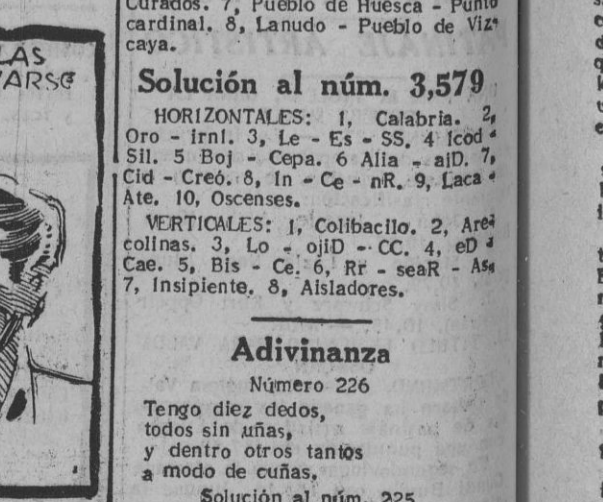 LAS
VARSE
Curados. 7, Pueblo de Huesca - Punto
cardinal. 8, Lanudo - Pueblo de Viz-
caya.
Solución al núm. 3,579
HORIZONTALES: 1, Calabria. 2,
Oro - irnI. 3, Le - Es - SS. 4 Icod -
Sil. 5 Boj - Cepa. 6 Alia - aiD. 7,
Cid - Creó. 8, In - Ce - nR. 9, Laca -
Ate. 10, Oscenses.
VERTICALES: 1, Colibacilo. 2, Are-
colinas. 3, Lo - ojiD - CC. 4, eD -
Cae. 5, Bis - Ce. 6, Rr - seaR - As.
7, Insipiente. 8, Aisladores.
Adivinanza
Número 226
Tengo diez dedos,
todos sin uñas,
y dentro otros tantos
a modo de cuñas.
Solución al núm. 225